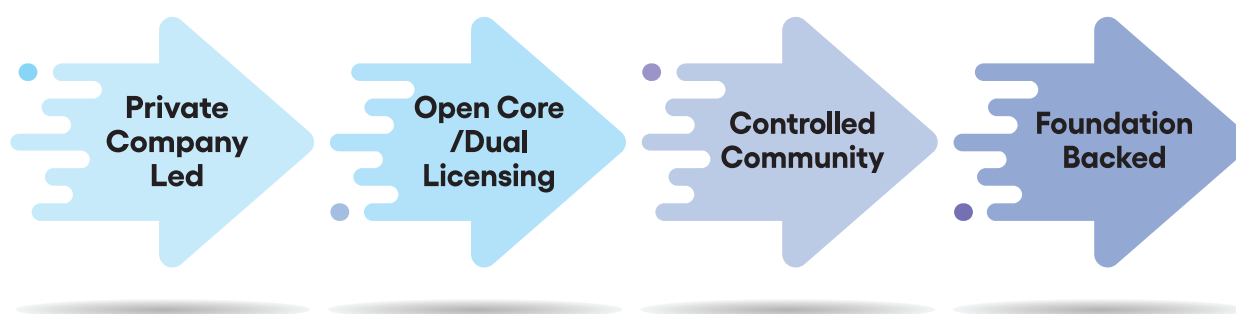 Private
Company
Led
Open Core
/Dual
Licensing
Controlled
Community
Foundation
Backed